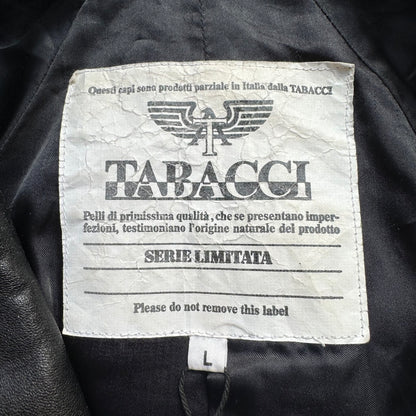 Questi capi sono prodotti parziale in Italia dalla TABACCI
T
TABACCI
Pelli di primissima qualità, che se presentano imper-
fezioni, testimoniano l'origine naturale del prodotto
SERIE LIMITATA
Please do not remove this label
L